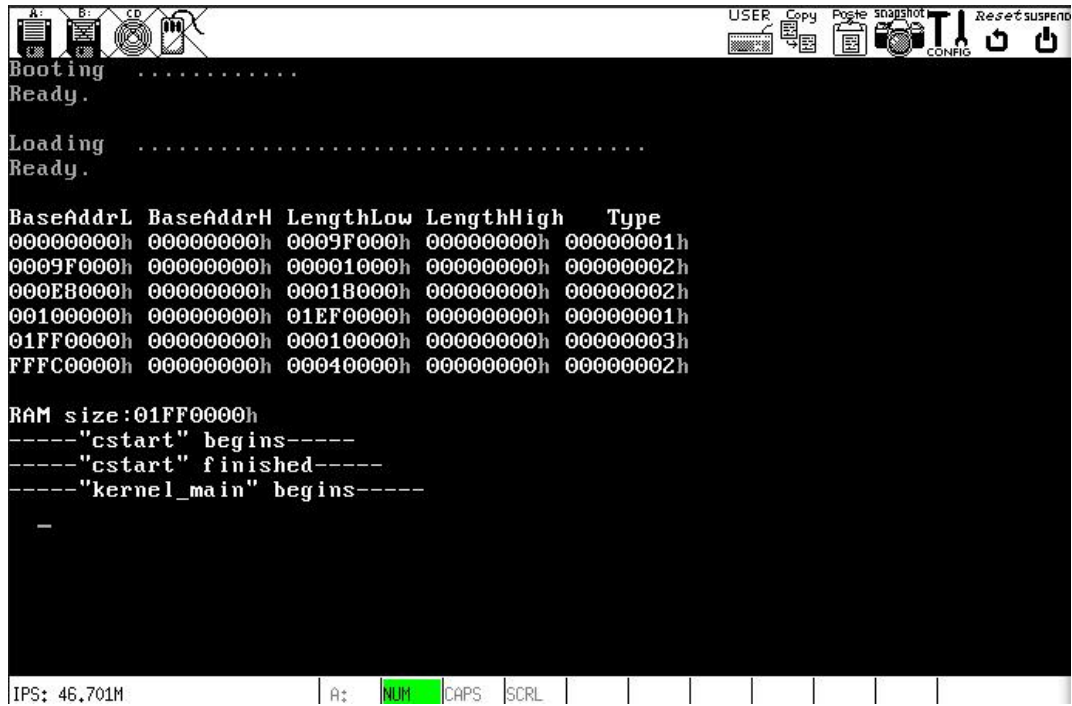 A: B: CD USER Copy Paste snapshot CONFIG Reset SUSPEND
Booting ............
Ready.
Loading .....................................
Ready.
BaseAddrL BaseAddrH LengthLow LengthHigh Type
00000000h 00000000h 0009F000h 00000000h 00000001h
0009F000h 00000000h 00001000h 00000000h 00000002h
000E8000h 00000000h 00018000h 00000000h 00000002h
00100000h 00000000h 01EF0000h 00000000h 00000001h
01FF0000h 00000000h 00010000h 00000000h 00000003h
FFFC0000h 00000000h 00040000h 00000000h 00000002h
RAM size:01FF0000h
-----"cstart" begins-----
-----"cstart" finished-----
-----"kernel_main" begins-----
_
IPS: 46.701M A: NUM CAPS SCRL